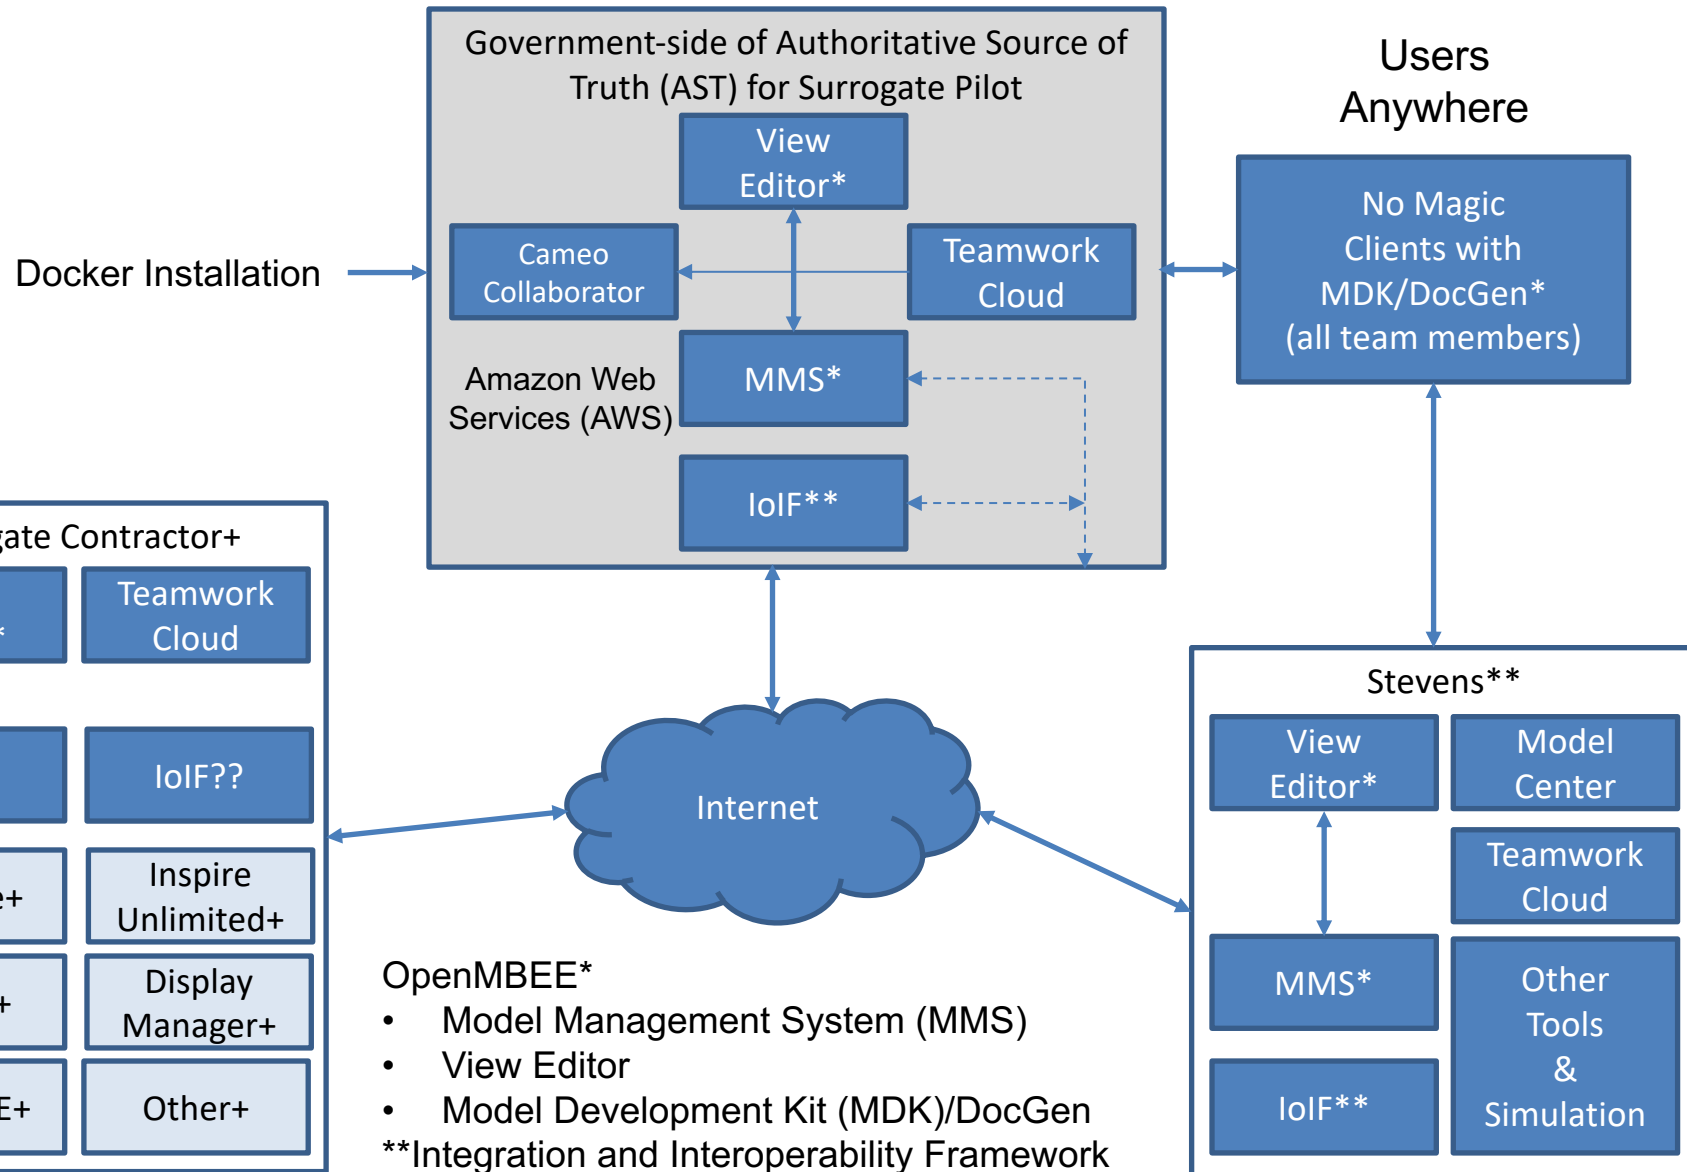 Government-side of Authoritative Source of
Truth (AST) for Surrogate Pilot
View
Editor*
Cameo
Collaborator
Teamwork
Cloud
Amazon Web
Services (AWS)
MMS*
IoIF**
Docker Installation
Users
Anywhere
No Magic
Clients with
MDK/DocGen*
(all team members)
Contractor+
*
Teamwork
Cloud
IoIF??
Inspire
Unlimited+
+
Display
Manager+
E+
Other+
Internet
Stevens**
View
Editor*
Model
Center
Teamwork
Cloud
MMS*
Other
Tools
&
Simulation
IoIF**
OpenMBEE*
• Model Management System (MMS)
• View Editor
• Model Development Kit (MDK)/DocGen
**Integration and Interoperability Framework